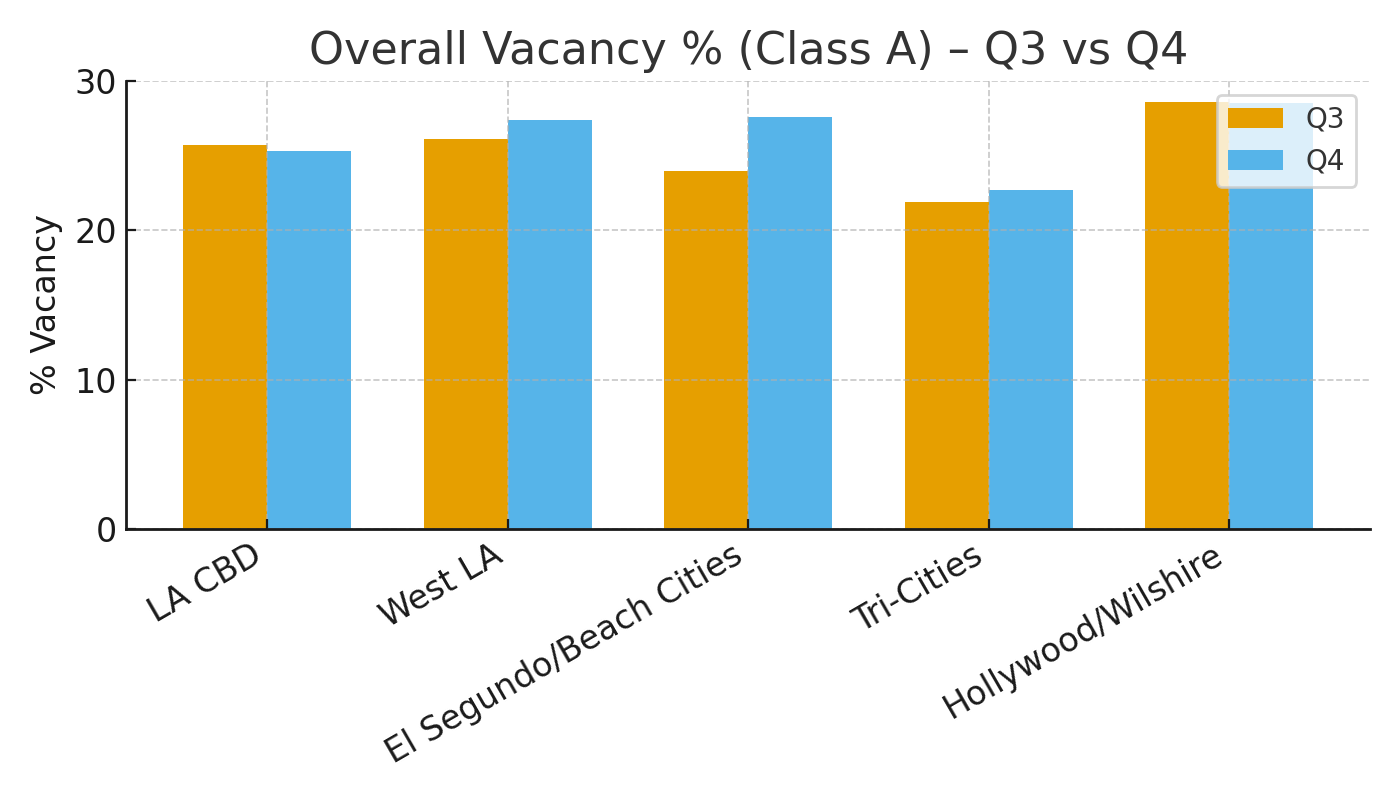 Overall Vacancy % (Class A) – Q3 vs Q4
% Vacancy
30
20
10
0
Q3
Q4
LA CBD
West LA
El Segundo/Beach Cities
Tri-Cities
Hollywood/Wilshire